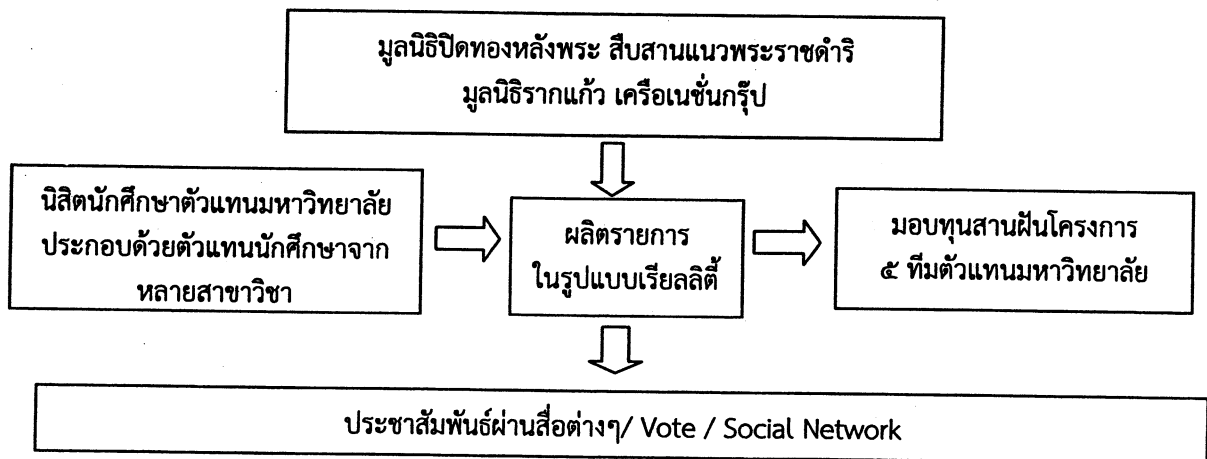 มูลนิธิปิดทองหลังพระ สืบสานแนวพระราชดำริ
มูลนิธิรากแก้ว เครือเนชั่นกรุ๊ป
นิสิตนักศึกษาตัวแทนมหาวิทยาลัย
ประกอบด้วยตัวแทนนักศึกษาจาก
หลายสาขาวิชา
ผลิตรายการ
ในรูปแบบเรียลลิตี้
มอบทุนสานฝันโครงการ
๕ ทีมตัวแทนมหาวิทยาลัย
ประชาสัมพันธ์ผ่านสื่อต่างๆ/ Vote / Social Network